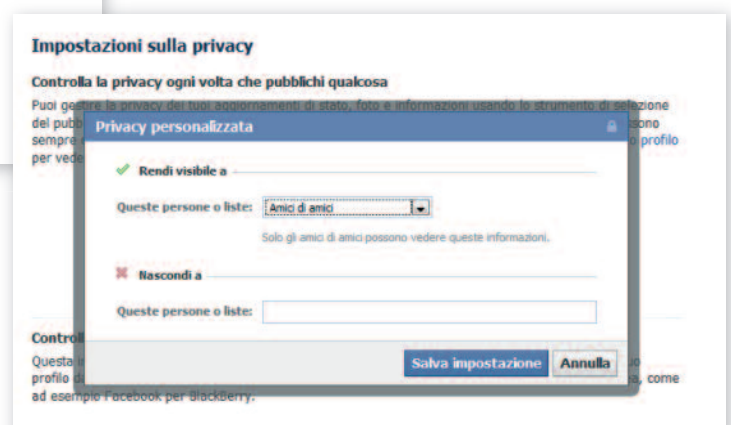 Impostazioni sulla privacy
Controlla la privacy ogni volta che pubblichi qualcosa
Puoi gestire la privacy dei tuoi aggiornamenti di stato, foto e informazioni usando lo strumento di selezione
del pubb
sono
sempre
profilo
per vede
Privacy personalizzata
Rendi visibile a
Queste persone o liste: Amici di amici
Solo gli amici di amici possono vedere queste informazioni.
Nascondi a
Queste persone o liste:
Salva impostazione Annulla
Control
Questa i
uo
profilo d
a, come
ad esempio Facebook per BlackBerry.